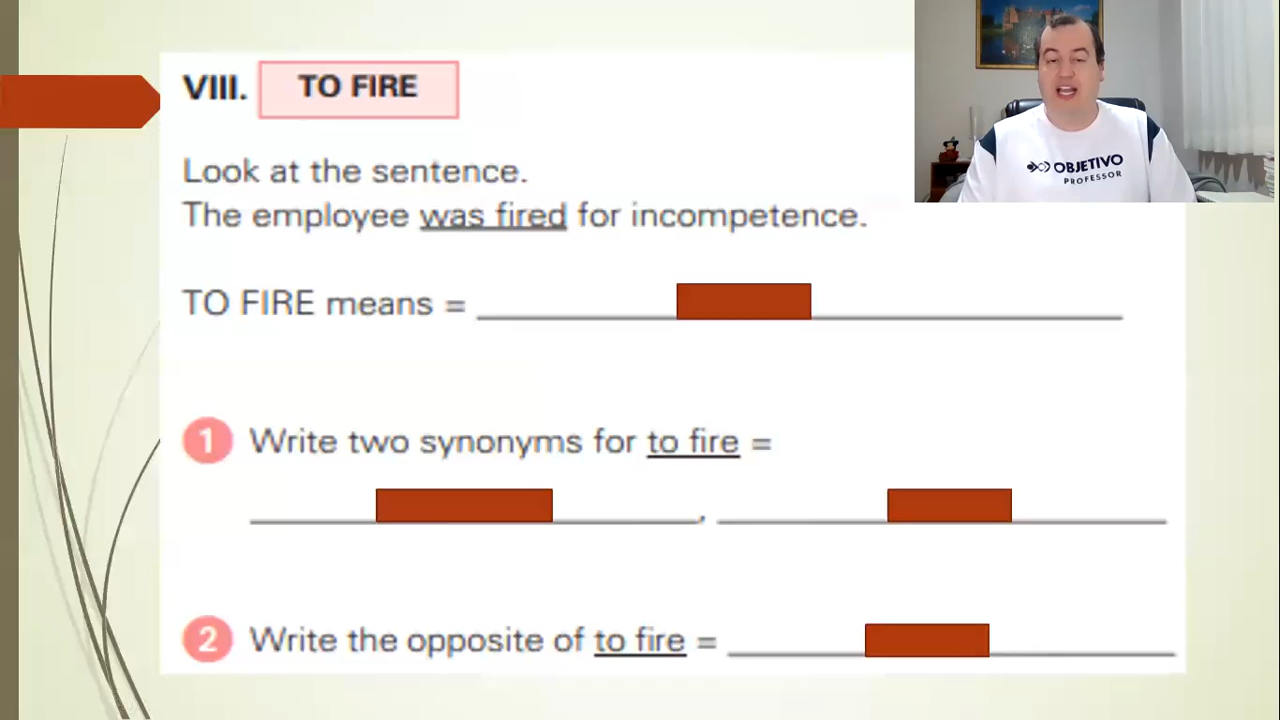 VIII. TO FIRE
OBJETIVO
PROFESSOR
Look at the sentence.
The employee was fired for incompetence.
TO FIRE means =
1 Write two synonyms for to fire =
,
2 Write the opposite of to fire =